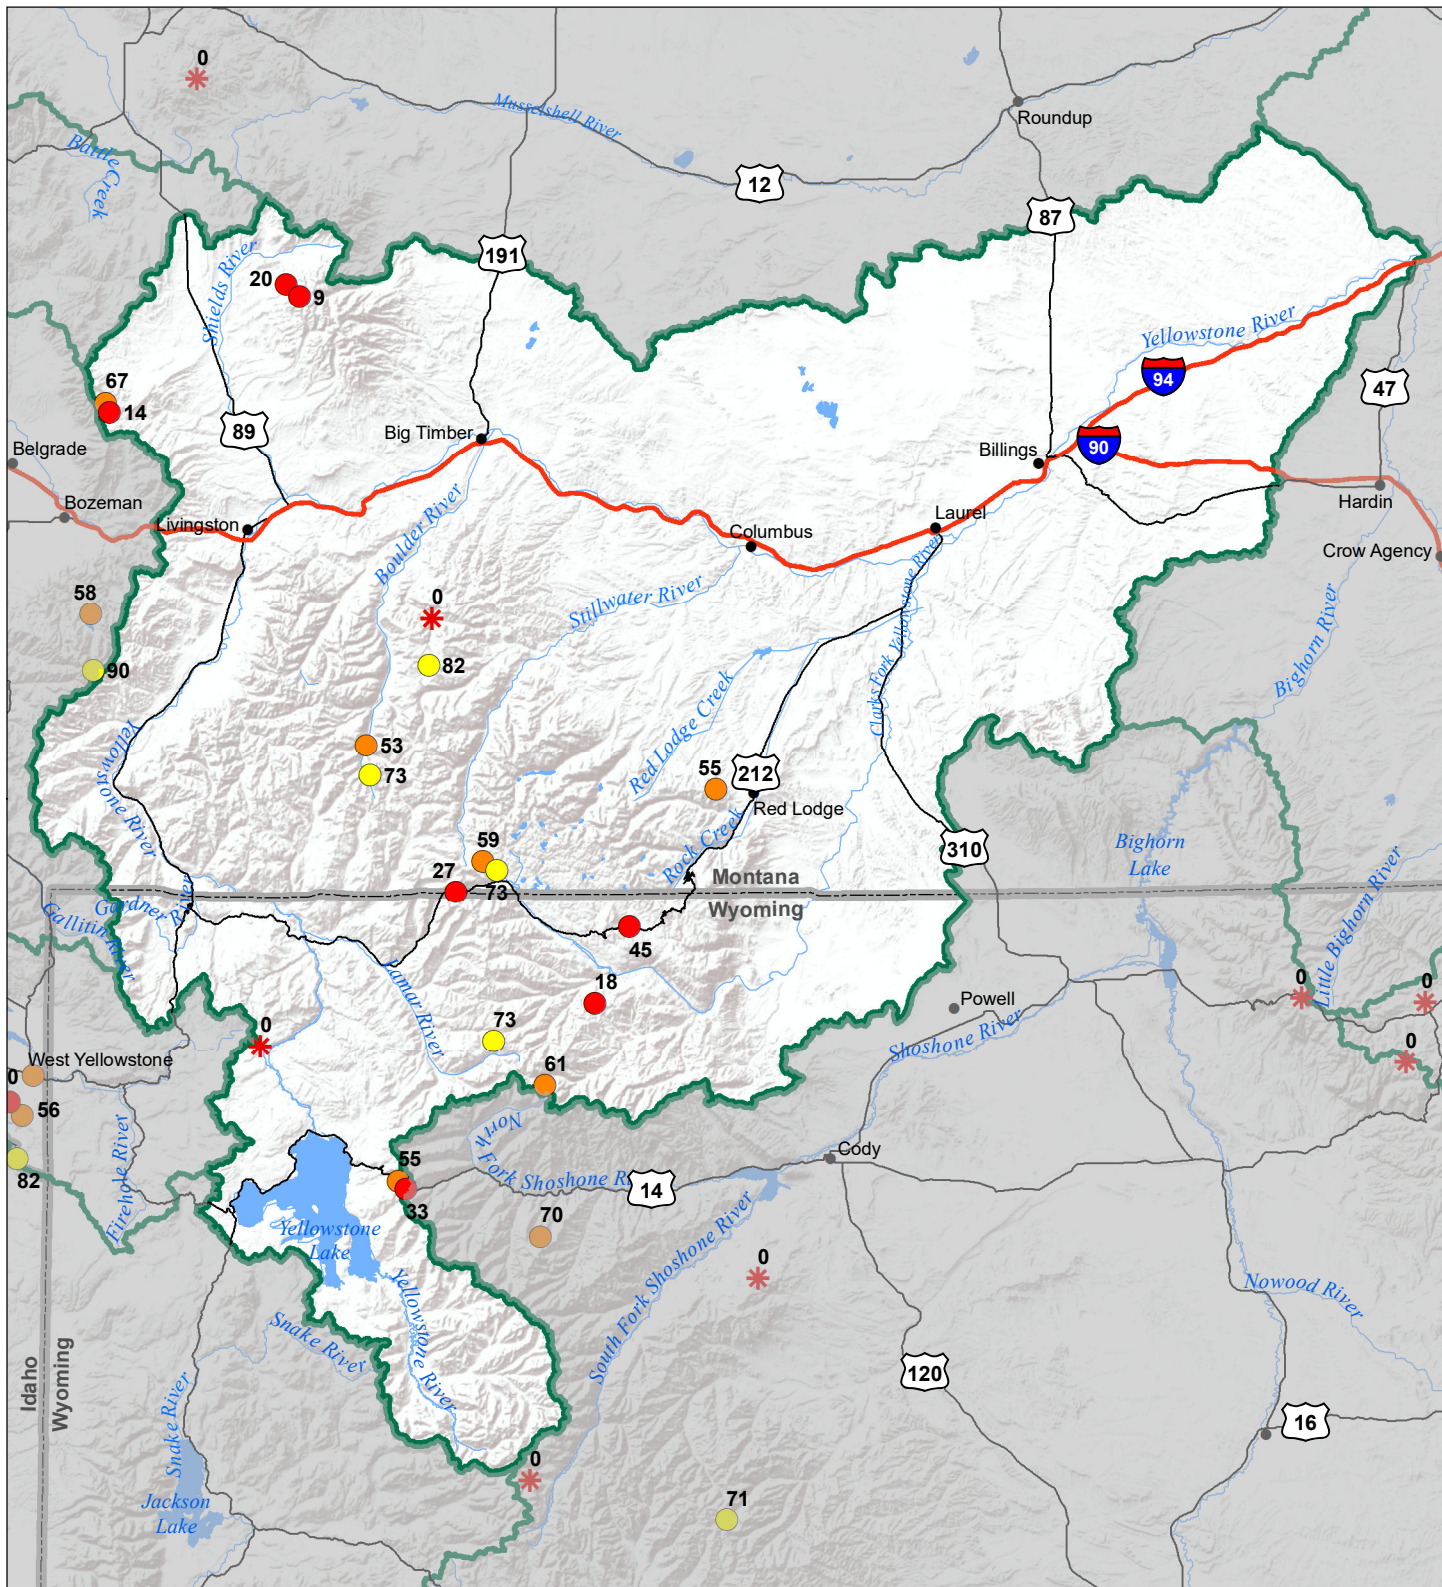 0
Musselshell River
Roundup
Battle Creek
12
87
191
Shields River
20
9
Yellowstone River
94
67
14
47
89
Big Timber
Belgrade
Billings
90
Bozeman
Hardin
Livingston
Laurel
Columbus
Crow Agency
Boulder River
Clarks Fork Yellowstone River
58
0
Stillwater River
Bighorn River
90
82
Red Lodge Creek
Yellowstone River
53
73
55
212
Red Lodge
Rock Creek
59
310
Bighorn
Lake
27
73
Montana
Wyoming
Gardner River
Gallitin River
Little Bighorn River
45
18
Lamar River
0
0
Powell
Shoshone River
0
73
0
West Yellowstone
0
61
56
North Fork Shoshone R
Firehole River
Cody
82
55
33
14
70
Yellowstone
Lake
South Fork Shoshone River
0
Nowood River
Yellowstone River
Snake River
Idaho
Wyoming
120
Snake River
16
0
71
Jackson
Lake